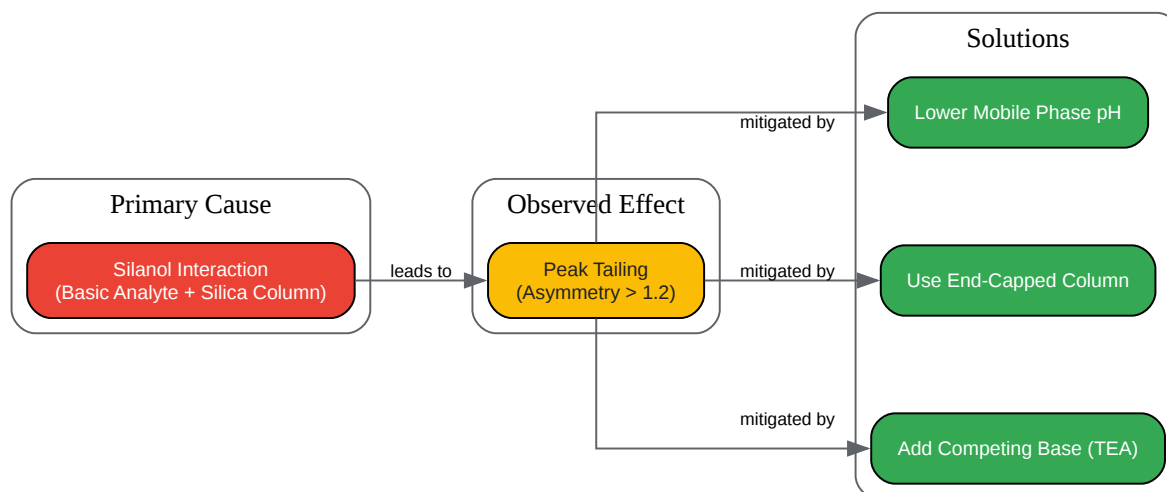 Primary Cause
Silanol Interaction
(Basic Analyte + Silica Column)
leads to
Observed Effect
Peak Tailing
(Asymmetry > 1.2)
mitigated by
mitigated by
mitigated by
Solutions
Lower Mobile Phase pH
Use End-Capped Column
Add Competing Base (TEA)